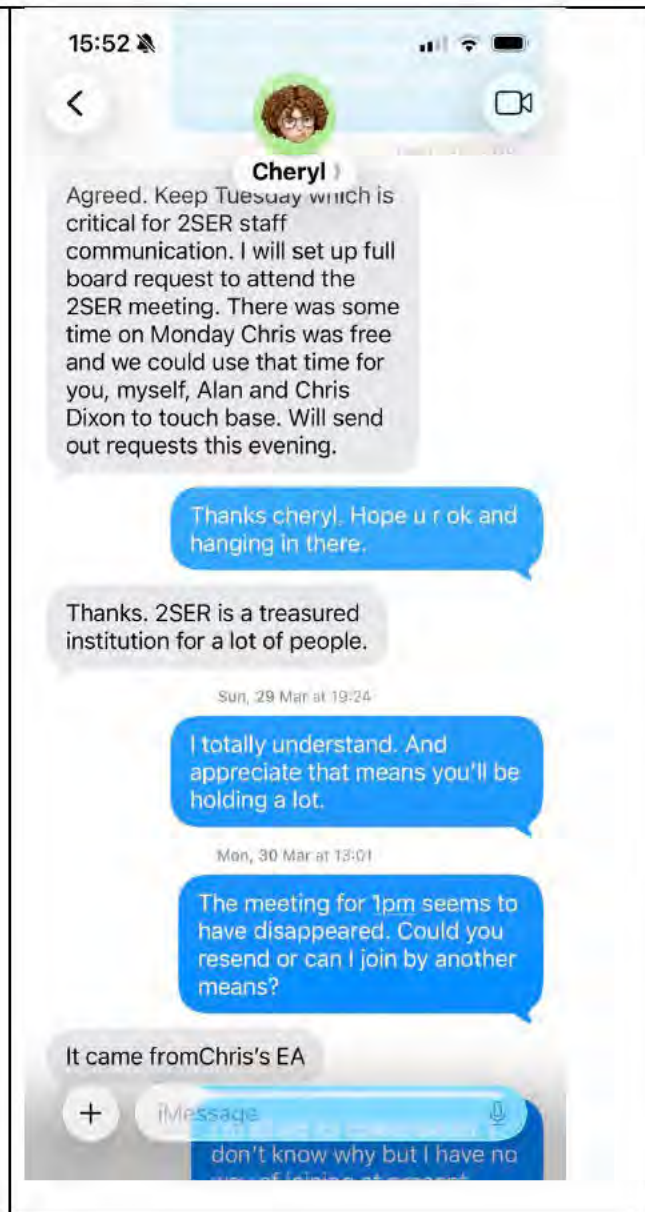 15:52
Cheryl
Agreed. Keep Tuesday which is
critical for 2SER staff
communication. I will set up full
board request to attend the
2SER meeting. There was some
time on Monday Chris was free
and we could use that time for
you, myself, Alan and Chris
Dixon to touch base. Will send
out requests this evening.
Thanks cheryl. Hope u r ok and
hanging in there.
Thanks. 2SER is a treasured
institution for a lot of people.
Sun, 29 Mar at 19:24
I totally understand. And
appreciate that means you'll be
holding a lot.
Mon, 30 Mar at 13:01
The meeting for 1pm seems to
have disappeared. Could you
resend or can I join by another
means?
It came fromChris's EA
iMessage
don't know why but I have no
way of joining at present